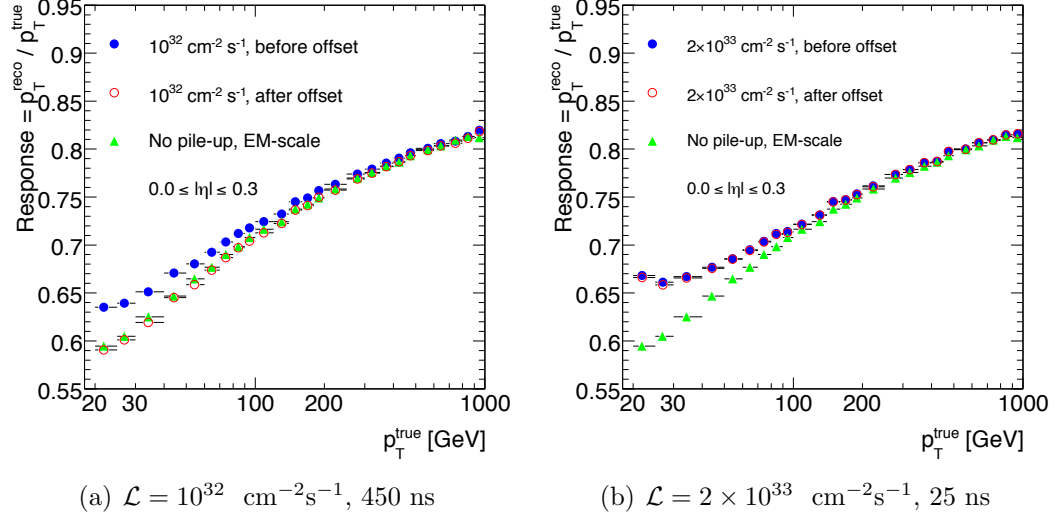 Response = p_T^reco / p_T^true
0.95
0.9
0.85
0.8
0.75
0.7
0.65
0.6
0.55
10^32 cm^-2 s^-1, before offset
10^32 cm^-2 s^-1, after offset
No pile-up, EM-scale
0.0 ≤ |η| ≤ 0.3
20 30 100 200 1000
p_T^true [GeV]
(a) ℒ = 10^32 cm^−2s^−1, 450 ns
Response = p_T^reco / p_T^true
0.95
0.9
0.85
0.8
0.75
0.7
0.65
0.6
0.55
2×10^33 cm^-2 s^-1, before offset
2×10^33 cm^-2 s^-1, after offset
No pile-up, EM-scale
0.0 ≤ |η| ≤ 0.3
20 30 100 200 1000
p_T^true [GeV]
(b) ℒ = 2 × 10^33 cm^−2s^−1, 25 ns